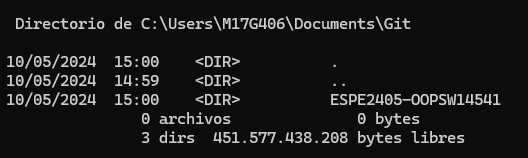 Directorio de C:\Users\M17G406\Documents\Git
10/05/2024  15:00    <DIR>          .
10/05/2024  14:59    <DIR>          ..
10/05/2024  15:00    <DIR>          ESPE2405-OOPSW14541
0 archivos              0 bytes
3 dirs  451.577.438.208 bytes libres